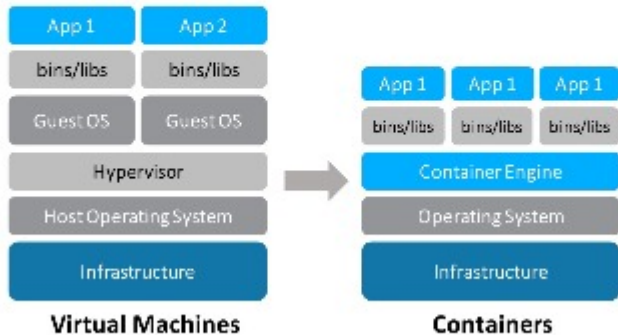 App 1 App 2
bins/libs bins/libs
Guest OS Guest OS
Hypervisor
Host Operating System
Infrastructure
Virtual Machines
App 1 App 1 App 1
bins/libs bins/libs bins/libs
Container Engine
Operating System
Infrastructure
Containers